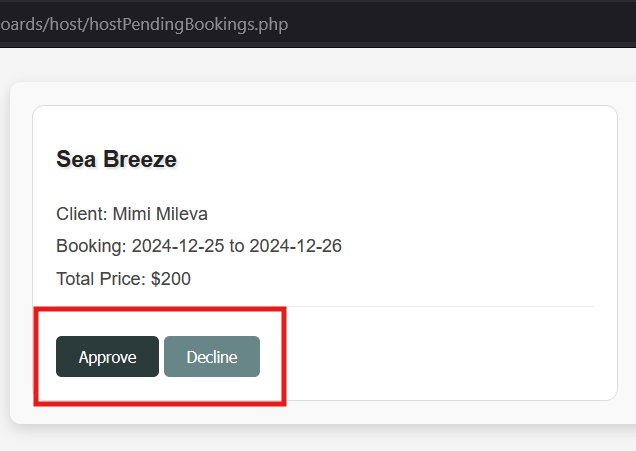 oards/host/hostPendingBookings.php
Sea Breeze
Client: Mimi Mileva
Booking: 2024-12-25 to 2024-12-26
Total Price: $200
Approve Decline